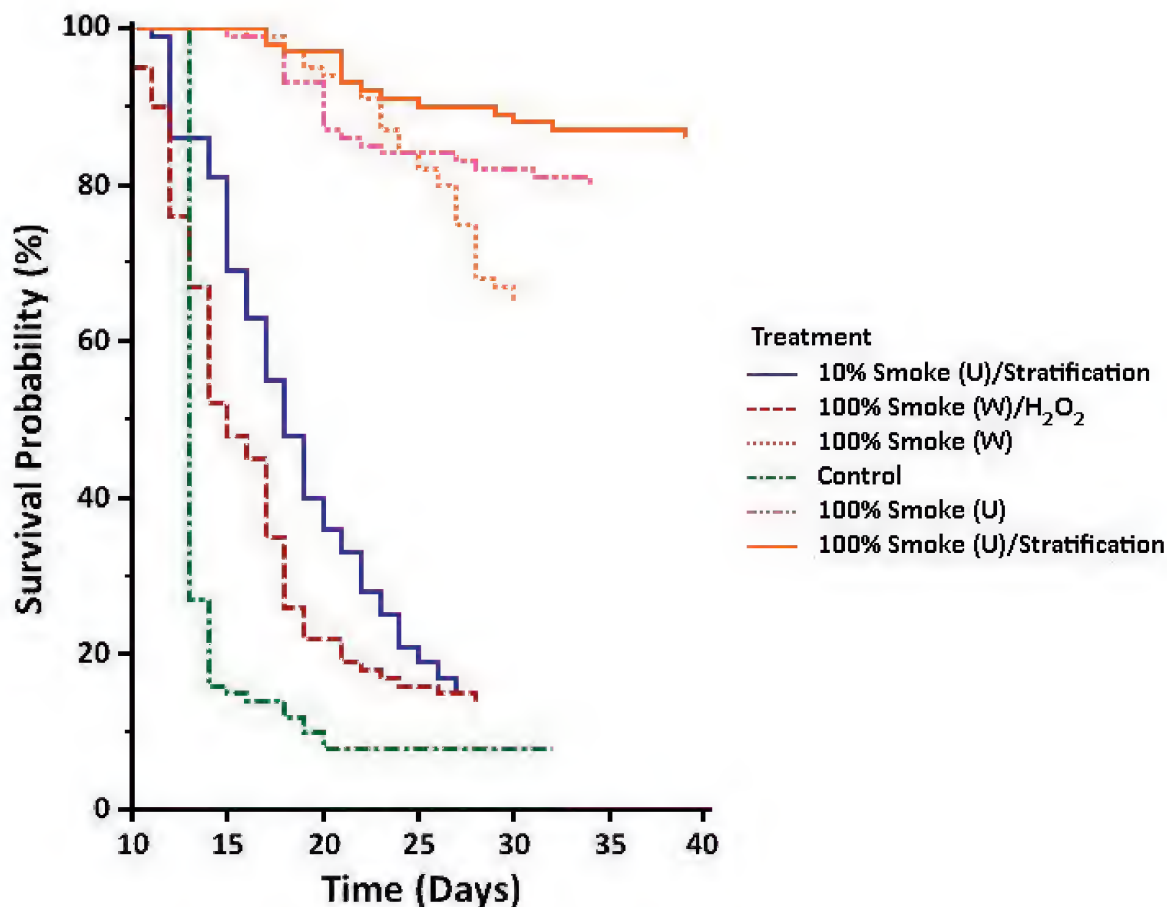 100
80
60
40
20
0
Survival Probability (%)
10 15 20 25 30 35 40
Time (Days)
Treatment
10% Smoke (U)/Stratification
100% Smoke (W)/H₂O₂
100% Smoke (W)
Control
100% Smoke (U)
100% Smoke (U)/Stratification